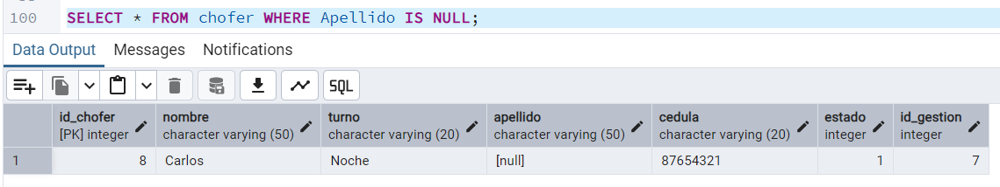 100 SELECT * FROM chofer WHERE Apellido IS NULL;
Data Output Messages Notifications
SQL
id_chofer nombre turno apellido cedula estado id_gestion
[PK] integer character varying (50) character varying (20) character varying (50) character varying (20) integer integer
1 8 Carlos Noche [null] 87654321 1 7